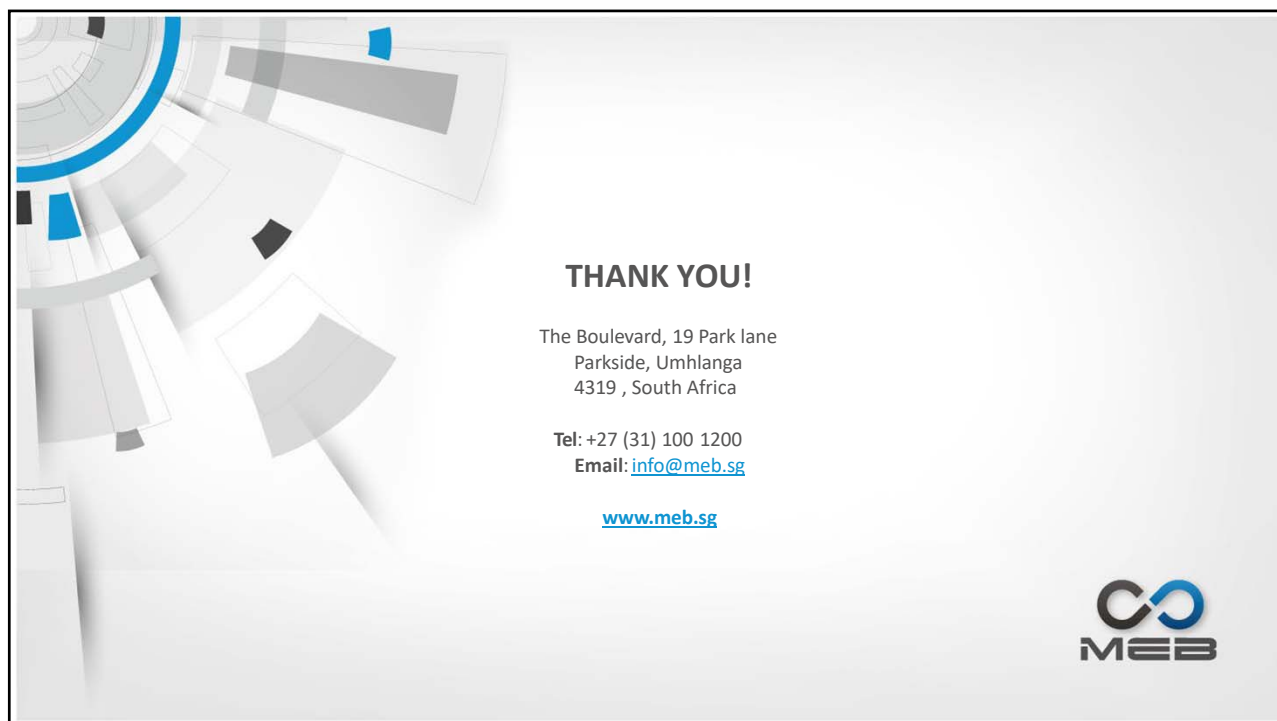 THANK YOU!
The Boulevard, 19 Park lane
Parkside, Umhlanga
4319 , South Africa
Tel: +27 (31) 100 1200
Email: info@meb.sg
www.meb.sg
MEB